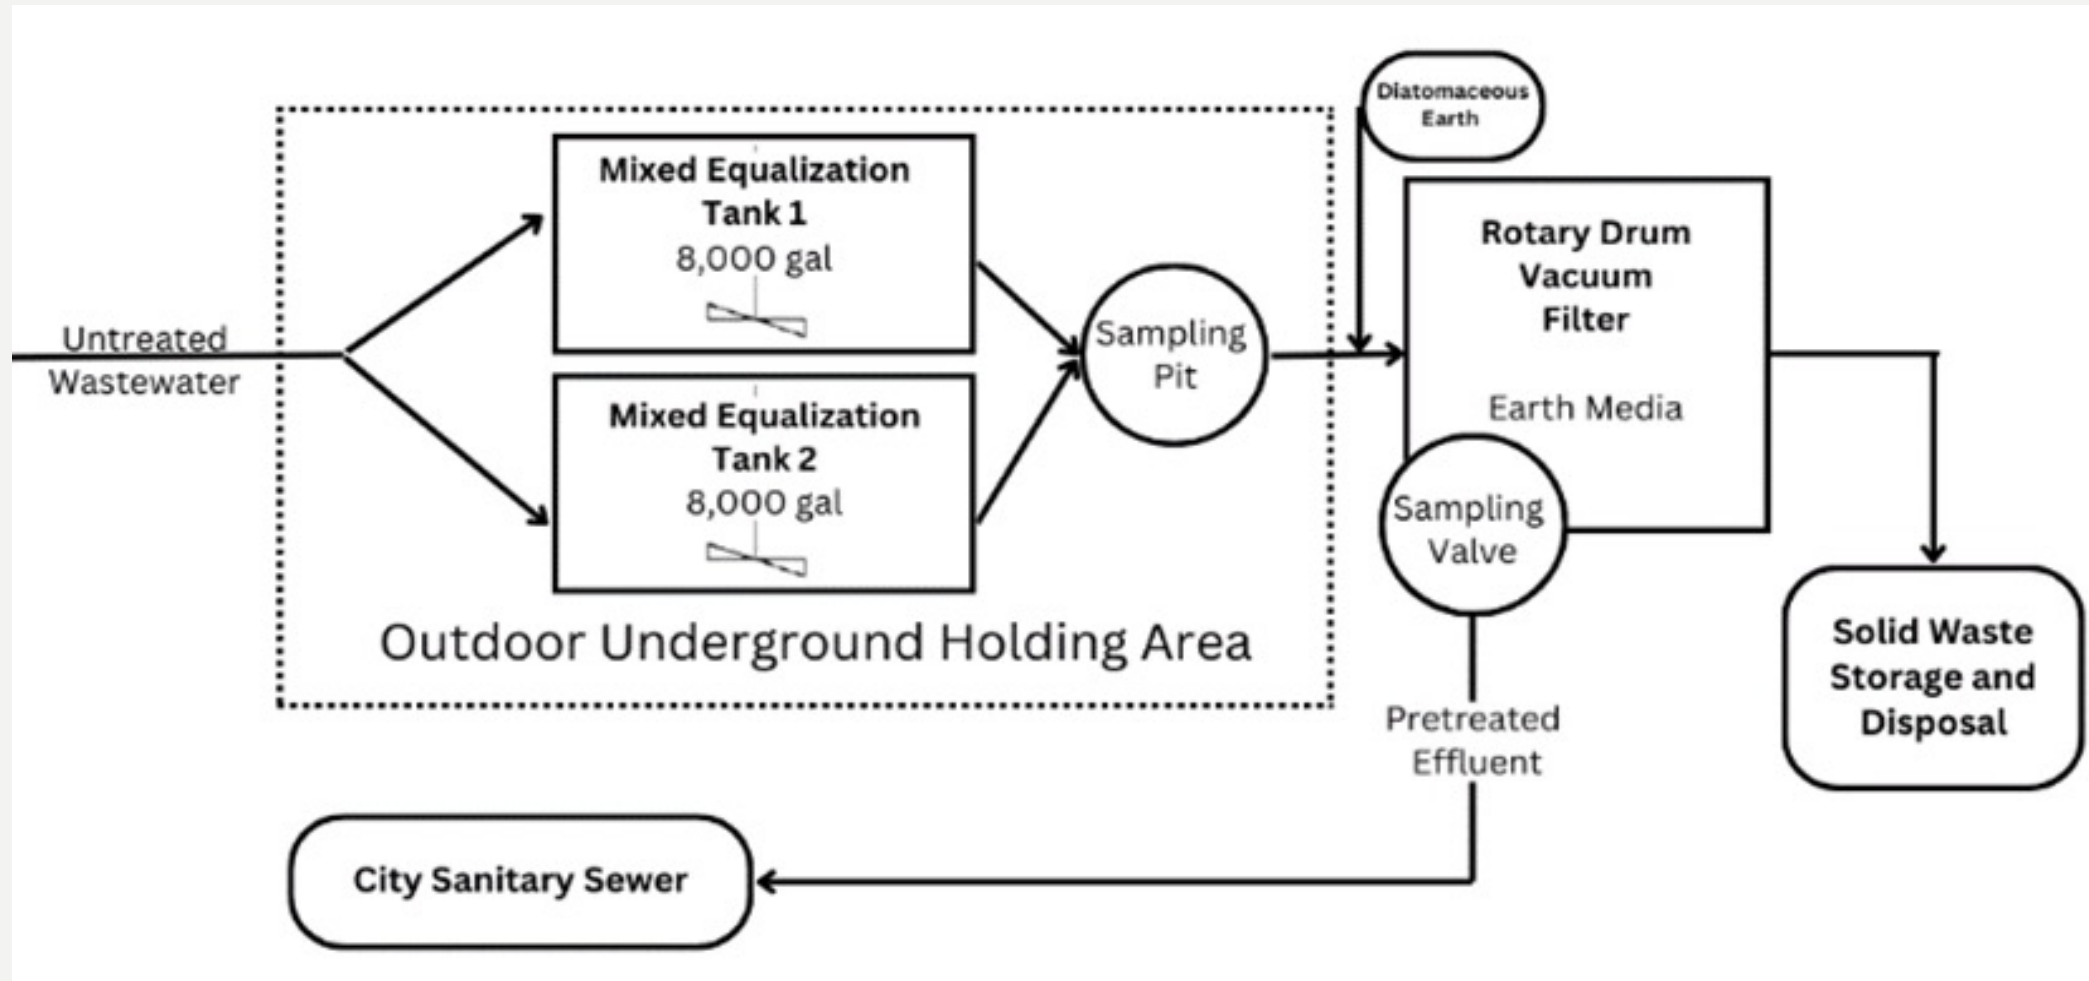 Untreated
Wastewater
Mixed Equalization
Tank 1
8,000 gal
Mixed Equalization
Tank 2
8,000 gal
Outdoor Underground Holding Area
Sampling
Pit
Diatomaceous
Earth
Rotary Drum
Vacuum
Filter
Earth Media
Sampling
Valve
Pretreated
Effluent
Solid Waste
Storage and
Disposal
City Sanitary Sewer